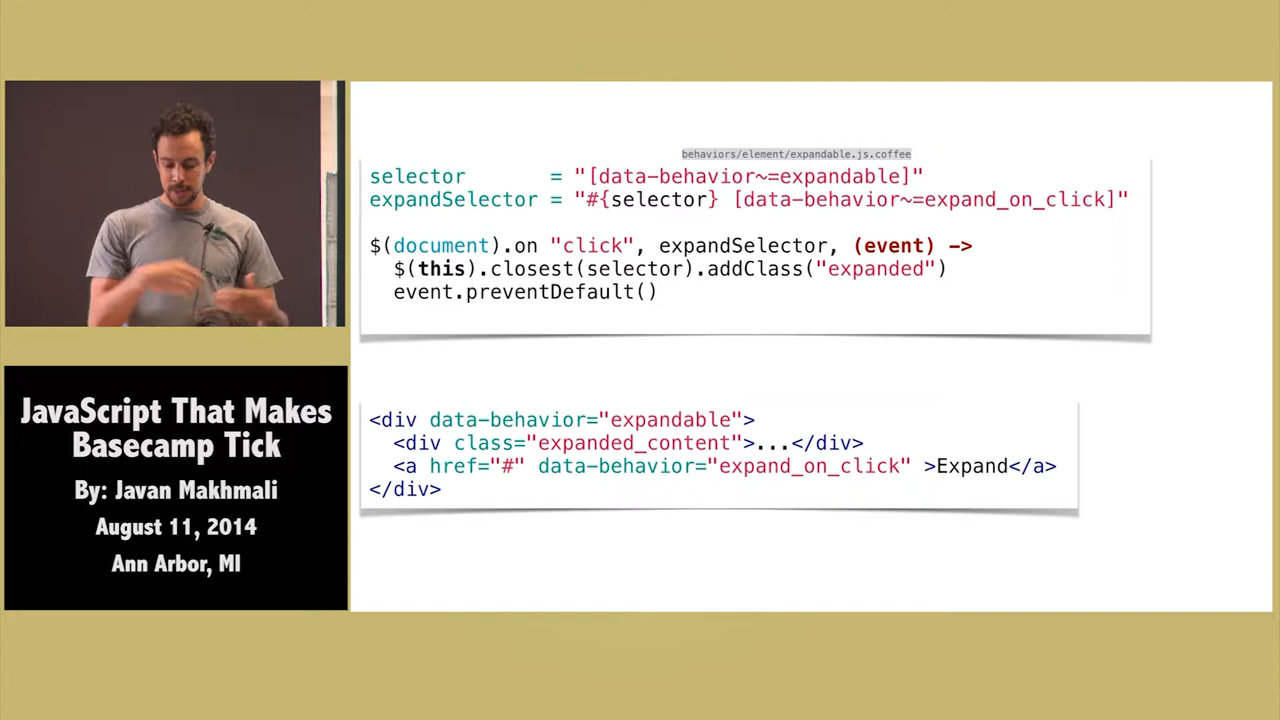 behaviors/element/expandable.js.coffee
selector       = "[data-behavior~=expandable]"
expandSelector = "#{selector} [data-behavior~=expand_on_click]"
$(document).on "click", expandSelector, (event) ->
  $(this).closest(selector).addClass("expanded")
  event.preventDefault()
<div data-behavior="expandable">
  <div class="expanded_content">...</div>
  <a href="#" data-behavior="expand_on_click" >Expand</a>
</div>
JavaScript That Makes
Basecamp Tick
By: Javan Makhmali
August 11, 2014
Ann Arbor, MI